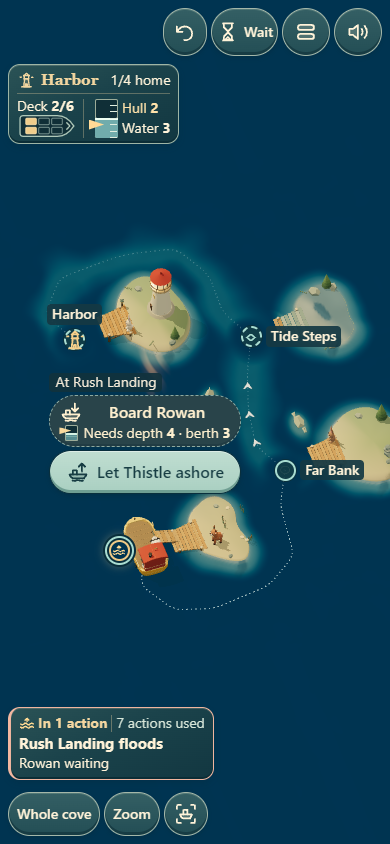 Wait
Harbor 1/4 home
Deck 2/6
Hull 2
Water 3
Harbor
Tide Steps
At Rush Landing
Board Rowan
Needs depth 4 · berth 3
Let Thistle ashore
Far Bank
In 1 action 7 actions used
Rush Landing floods
Rowan waiting
Whole cove
Zoom